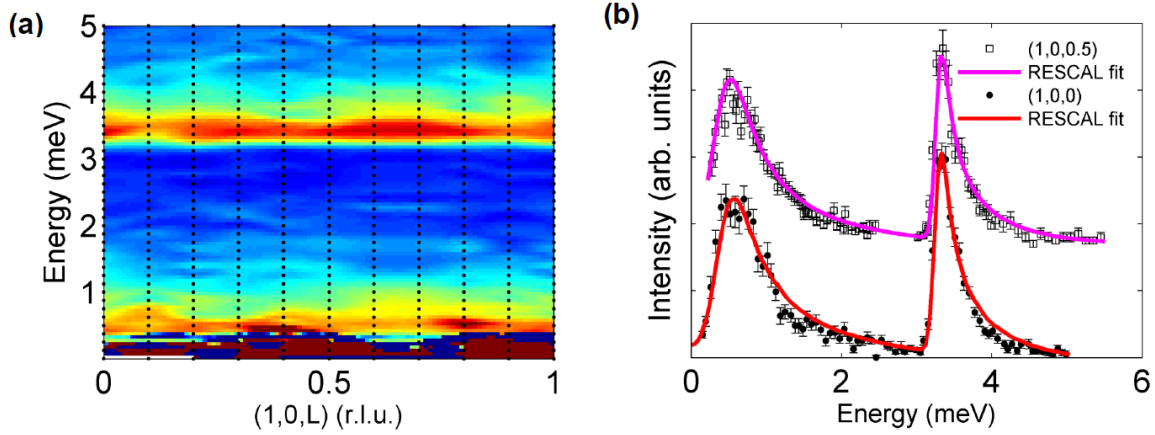 (a)
5
4
3
2
1
Energy (meV)
0
0.5
1
(1,0,L) (r.l.u.)
(b)
(1,0,0.5)
RESCAL fit
(1,0,0)
RESCAL fit
Intensity (arb. units)
0
2
4
6
Energy (meV)